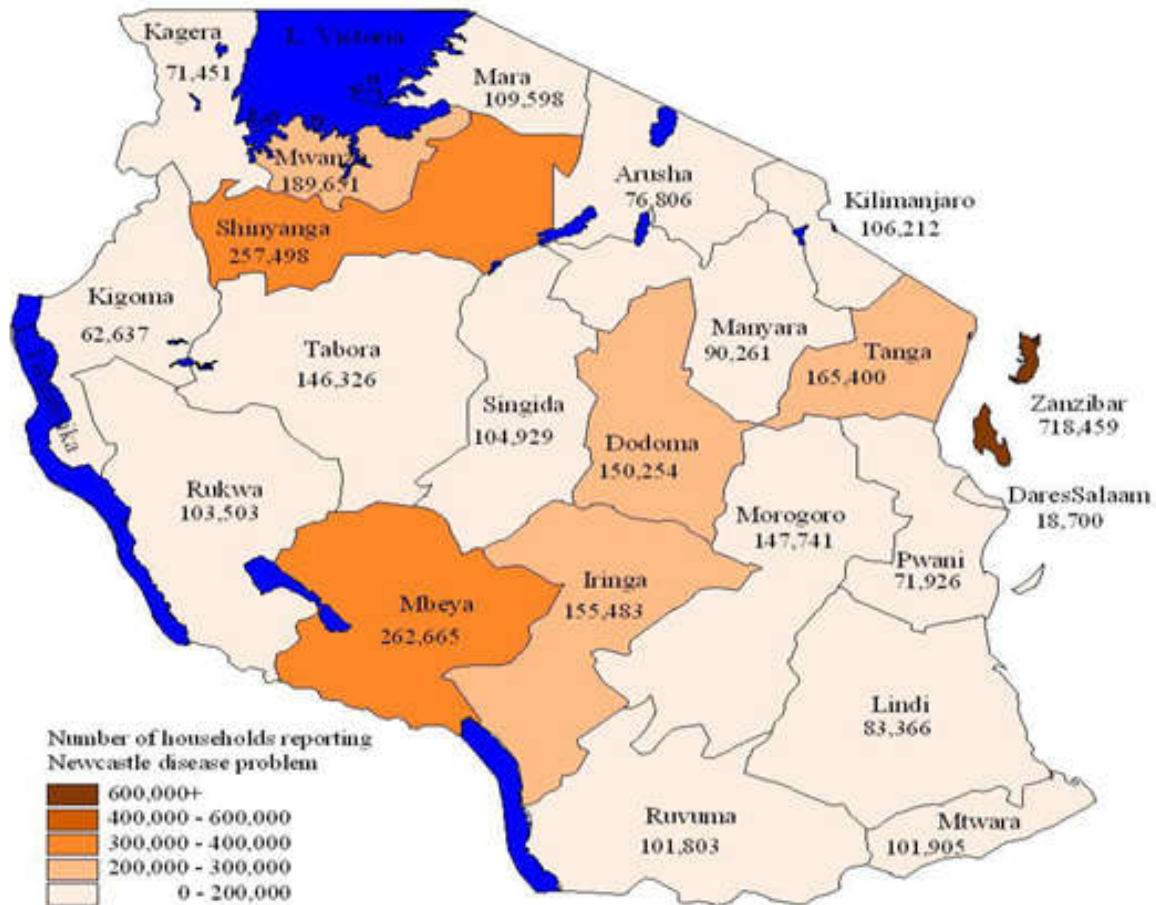 Kagera
71,451
L. Victoria
Mara
109,598
Mwanza
189,651
Arusha
76,806
Kilimanjaro
106,212
Shinyanga
257,498
Kigoma
62,637
Tabora
146,326
Manyara
90,261
Tanga
165,400
Zanzibar
718,459
Singida
104,929
Dodoma
150,254
DaresSalaam
18,700
Rukwa
103,503
Morogoro
147,741
Pwani
71,926
Iringa
155,483
Mbeya
262,665
Lindi
83,366
Ruvuma
101,803
Mtwara
101,905
Number of households reporting
Newcastle disease problem
600,000+
400,000 - 600,000
300,000 - 400,000
200,000 - 300,000
0 - 200,000